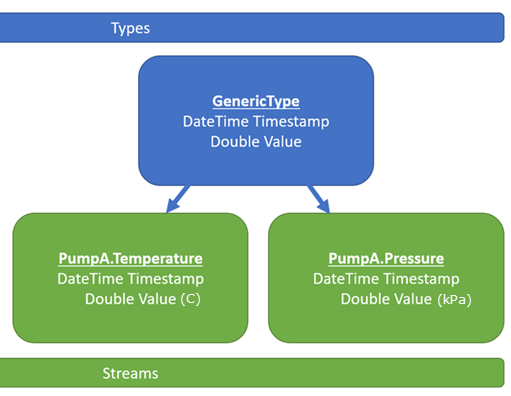 Types
GenericType
DateTime Timestamp
Double Value
PumpA.Temperature
DateTime Timestamp
Double Value (C)
PumpA.Pressure
DateTime Timestamp
Double Value (kPa)
Streams